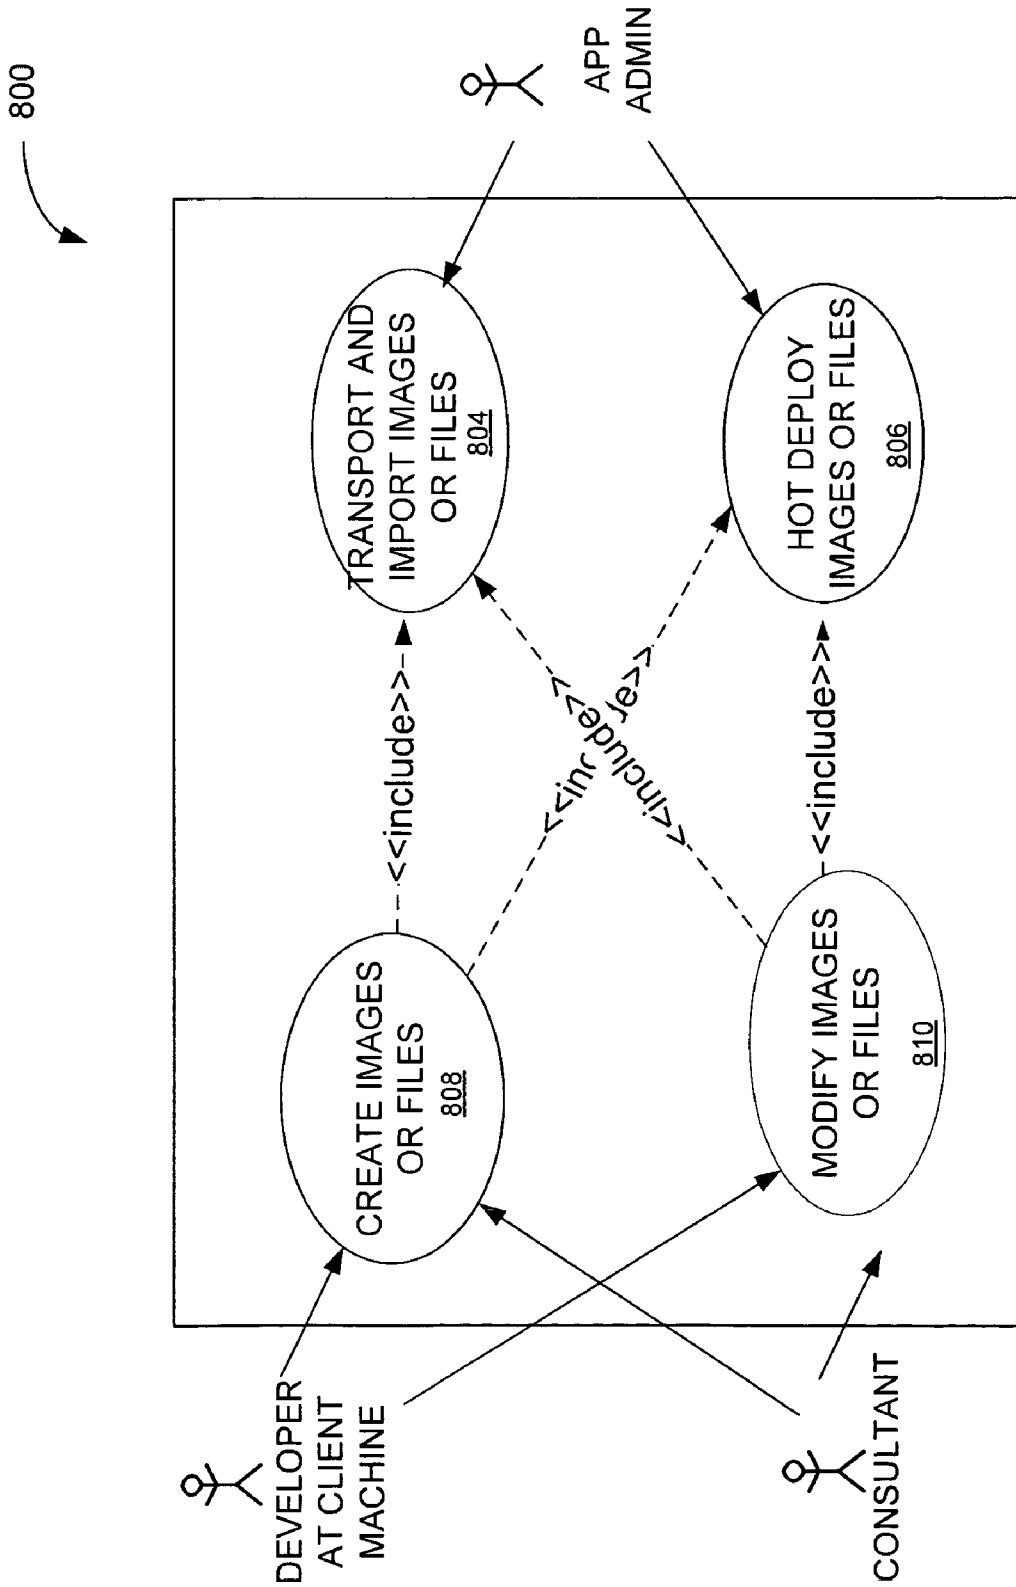 800
DEVELOPER
AT CLIENT
MACHINE
CREATE IMAGES
OR FILES
808
<<include>>
TRANSPORT AND
IMPORT IMAGES
OR FILES
804
APP
ADMIN
<<include>>
CONSULTANT
MODIFY IMAGES
OR FILES
810
<<include>>
HOT DEPLOY
IMAGES OR FILES
806